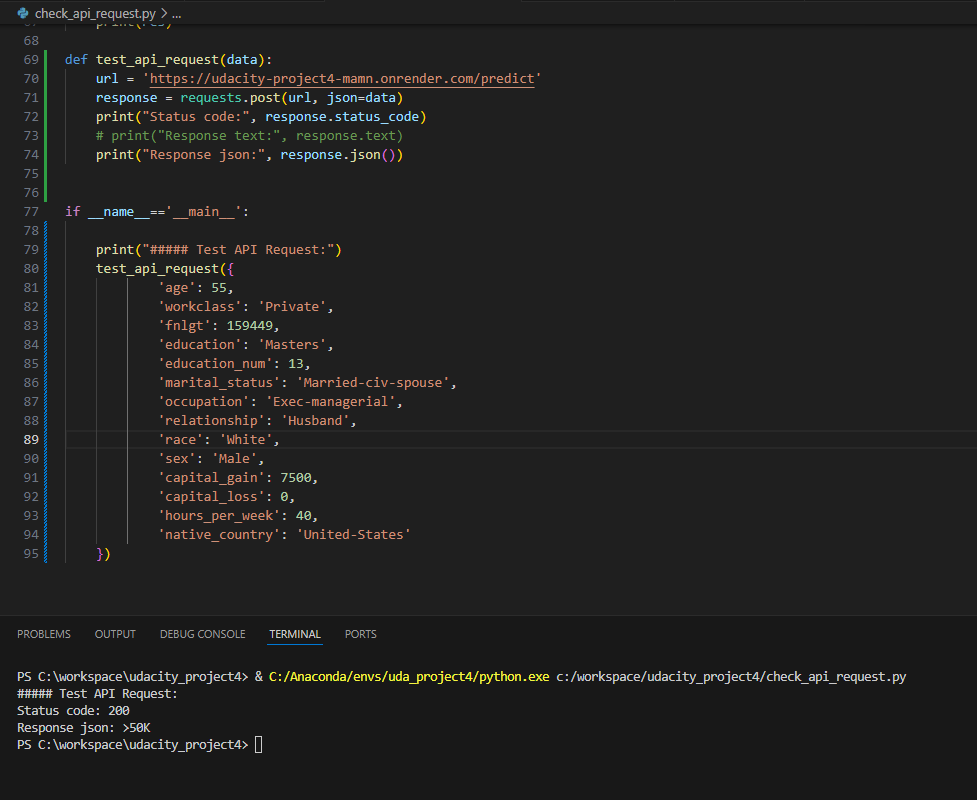 check_api_request.py > ...
68
69 def test_api_request(data):
70     url = 'https://udacity-project4-mamn.onrender.com/predict'
71     response = requests.post(url, json=data)
72     print("Status code:", response.status_code)
73     # print("Response text:", response.text)
74     print("Response json:", response.json())
75
76
77 if __name__=='__main__':
78
79     print("##### Test API Request:")
80     test_api_request({
81             'age': 55,
82             'workclass': 'Private',
83             'fnlgt': 159449,
84             'education': 'Masters',
85             'education_num': 13,
86             'marital_status': 'Married-civ-spouse',
87             'occupation': 'Exec-managerial',
88             'relationship': 'Husband',
89             'race': 'White',
90             'sex': 'Male',
91             'capital_gain': 7500,
92             'capital_loss': 0,
93             'hours_per_week': 40,
94             'native_country': 'United-States'
95     })
PROBLEMS OUTPUT DEBUG CONSOLE TERMINAL PORTS
PS C:\workspace\udacity_project4> & C:/Anaconda/envs/uda_project4/python.exe c:/workspace/udacity_project4/check_api_request.py
##### Test API Request:
Status code: 200
Response json: >50K
PS C:\workspace\udacity_project4>